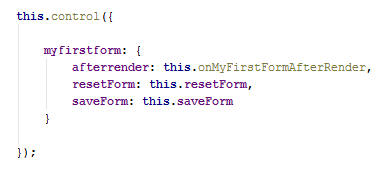 this.control({
myfirstform: {
afterrender: this.onMyFirstFormAfterRender,
resetForm: this.resetForm,
saveForm: this.saveForm
}
});